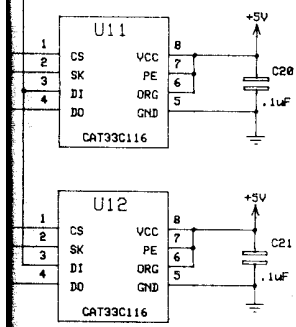 U11
+5V
1 CS VCC 8
2 SK PE 7
3 DI ORG 6
4 DO GND 5
C20
.1uF
CAT33C116
U12
+5V
1 CS VCC 8
2 SK PE 7
3 DI ORG 6
4 DO GND 5
C21
.1uF
CAT33C116